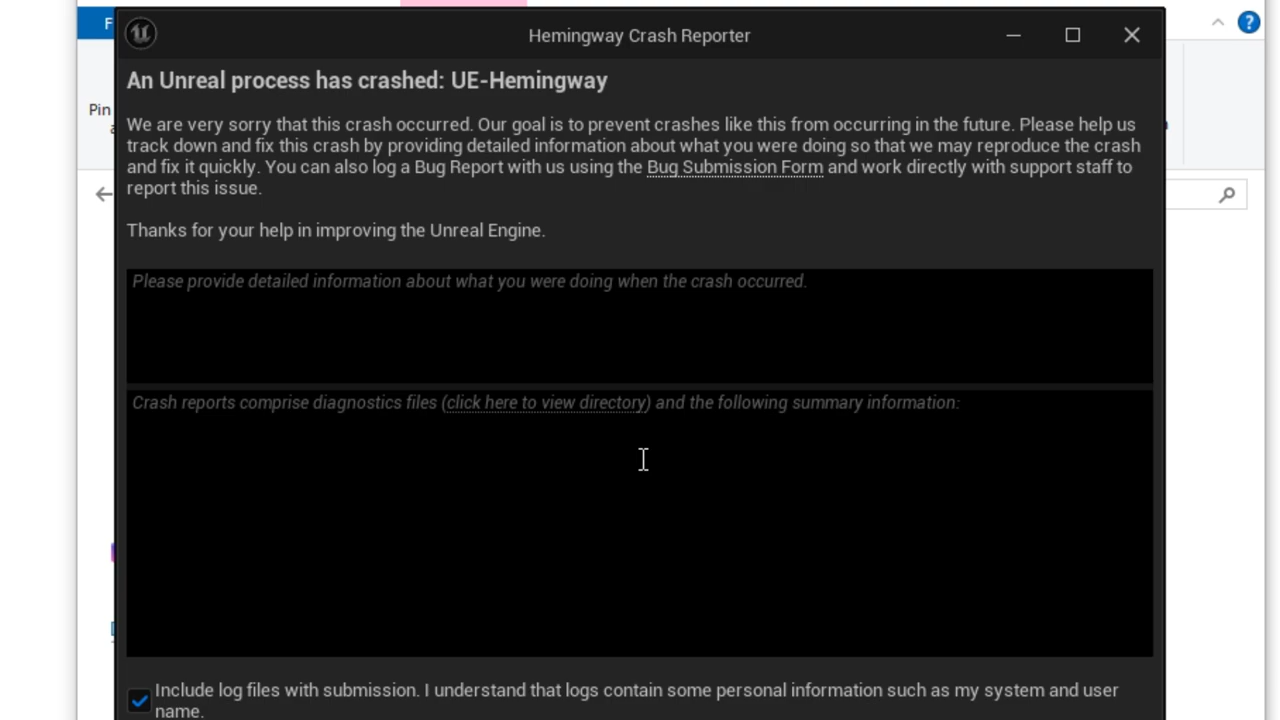 F
Hemingway Crash Reporter
?
An Unreal process has crashed: UE-Hemingway
Pin
We are very sorry that this crash occurred. Our goal is to prevent crashes like this from occurring in the future. Please help us
track down and fix this crash by providing detailed information about what you were doing so that we may reproduce the crash
and fix it quickly. You can also log a Bug Report with us using the Bug Submission Form and work directly with support staff to
report this issue.
Thanks for your help in improving the Unreal Engine.
Please provide detailed information about what you were doing when the crash occurred.
Crash reports comprise diagnostics files (click here to view directory) and the following summary information:
Include log files with submission. I understand that logs contain some personal information such as my system and user
name.